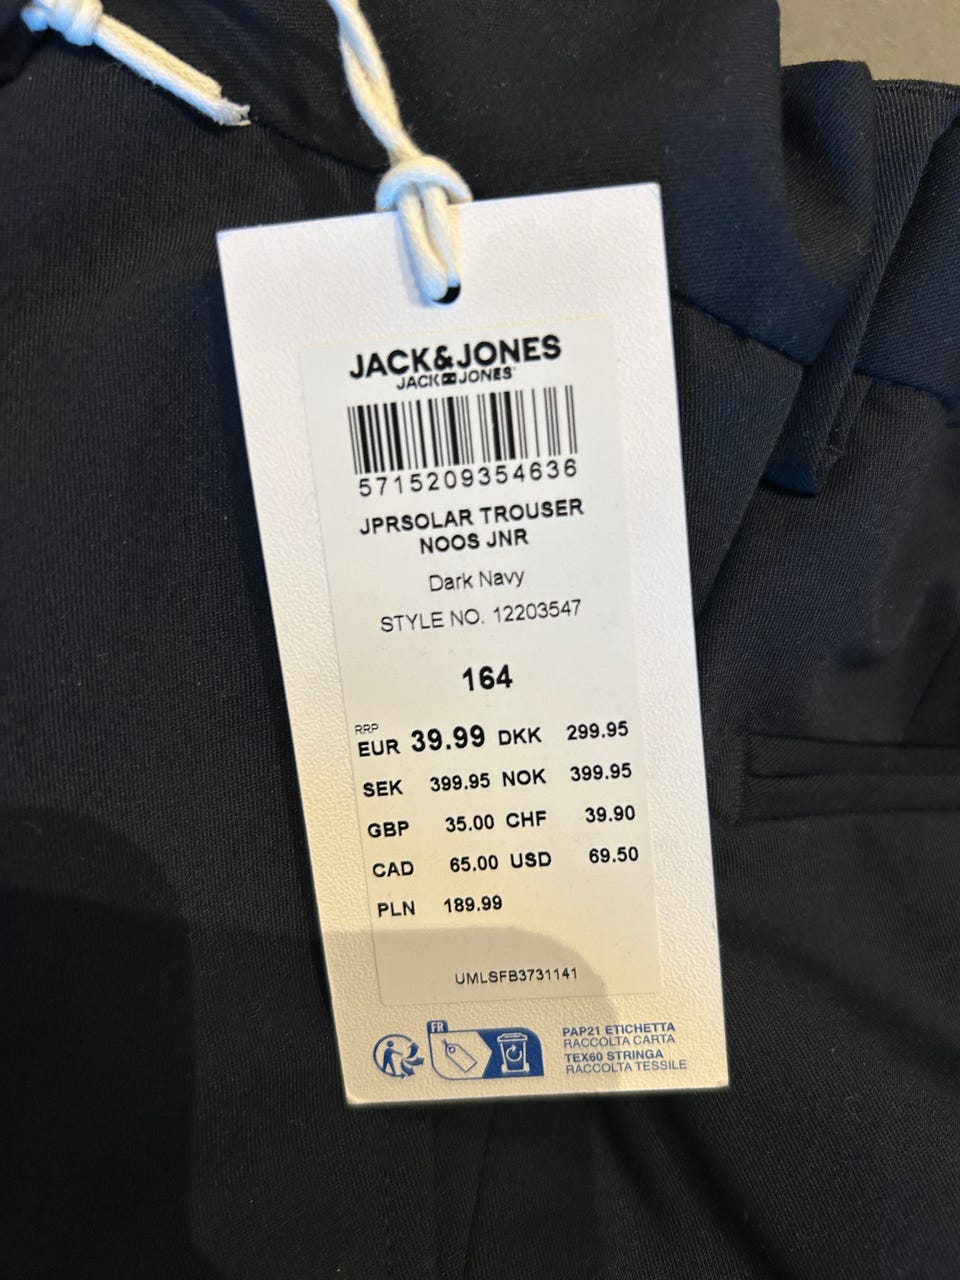 JACK&JONES
JACK JONES
5715209354636
JPRSOLAR TROUSER
NOOS JNR
Dark Navy
STYLE NO. 12203547
164
RRP
EUR 39.99 DKK 299.95
SEK 399.95 NOK 399.95
GBP 35.00 CHF 39.90
CAD 65.00 USD 69.50
PLN 189.99
UMLSFB3731141
FR
PAP21 ETICHETTA
RACCOLTA CARTA
TEX60 STRINGA
RACCOLTA TESSILE